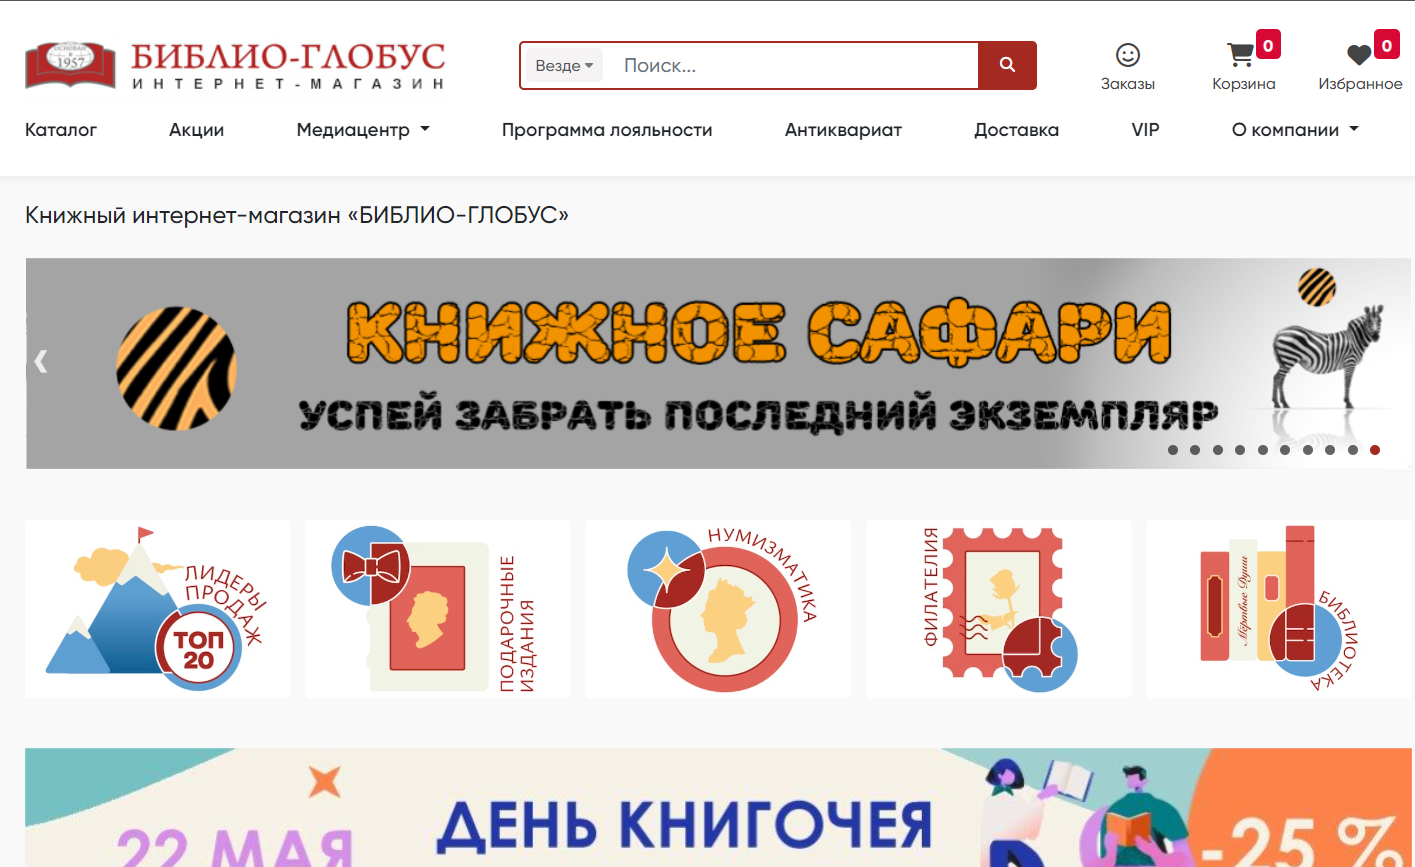 ОСНОВАН
В
1957
БИБЛИО-ГЛОБУС
ИНТЕРНЕТ-МАГАЗИН
Везде
Поиск...
Заказы
0
Корзина
0
Избранное
Каталог
Акции
Медиацентр
Программа лояльности
Антиквариат
Доставка
VIP
О компании
Книжный интернет-магазин «БИБЛИО-ГЛОБУС»
КНИЖНОЕ САФАРИ
УСПЕЙ ЗАБРАТЬ ПОСЛЕДНИЙ ЭКЗЕМПЛЯР
ЛИДЕРЫ
ПРОДАЖ
ТОП
20
ПОДАРОЧНЫЕ
ИЗДАНИЯ
НУМИЗМАТИКА
ФИЛАТЕЛИЯ
Мёртвые Души
БИБЛИОТЕКА
22 МАЯ
ДЕНЬ КНИГОЧЕЯ
-25 %